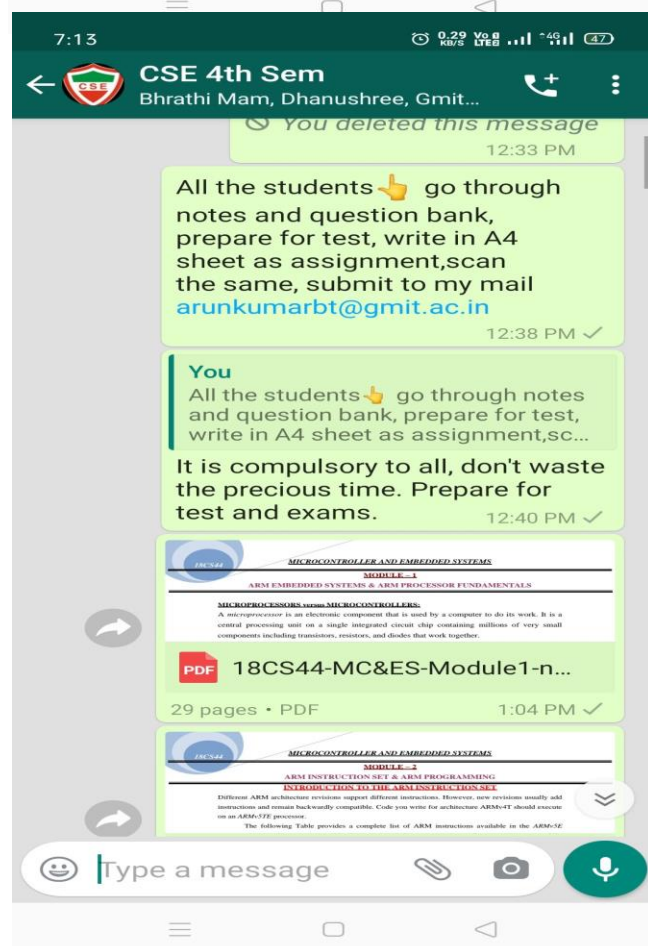 7:13
0.29 KB/S Vo LTE 4G 47
CSE
CSE 4th Sem
Bhrathi Mam, Dhanushree, Gmit...
You deleted this message
12:33 PM
All the students👆 go through
notes and question bank,
prepare for test, write in A4
sheet as assignment,scan
the same, submit to my mail
arunkumarbt@gmit.ac.in
12:38 PM
You
All the students👆 go through notes
and question bank, prepare for test,
write in A4 sheet as assignment,sc...
It is compulsory to all, don't waste
the precious time. Prepare for
test and exams.
12:40 PM
18CS44
MICROCONTROLLER AND EMBEDDED SYSTEMS
MODULE – 1
ARM EMBEDDED SYSTEMS & ARM PROCESSOR FUNDAMENTALS
MICROPROCESSORS versus MICROCONTROLLERS:
A microprocessor is an electronic component that is used by a computer to do its work. It is a
central processing unit on a single integrated circuit chip containing millions of very small
components including transistors, resistors, and diodes that work together.
PDF
18CS44-MC&ES-Module1-n...
29 pages • PDF
1:04 PM
18CS44
MICROCONTROLLER AND EMBEDDED SYSTEMS
MODULE – 2
ARM INSTRUCTION SET & ARM PROGRAMMING
INTRODUCTION TO THE ARM INSTRUCTION SET
Different ARM architecture revisions support different instructions. However, new revisions usually add
instructions and remain backwardly compatible. Code you write for architecture ARMv4T should execute
on an ARMv5TE processor.
The following Table provides a complete list of ARM instructions available in the ARMv5E
Type a message